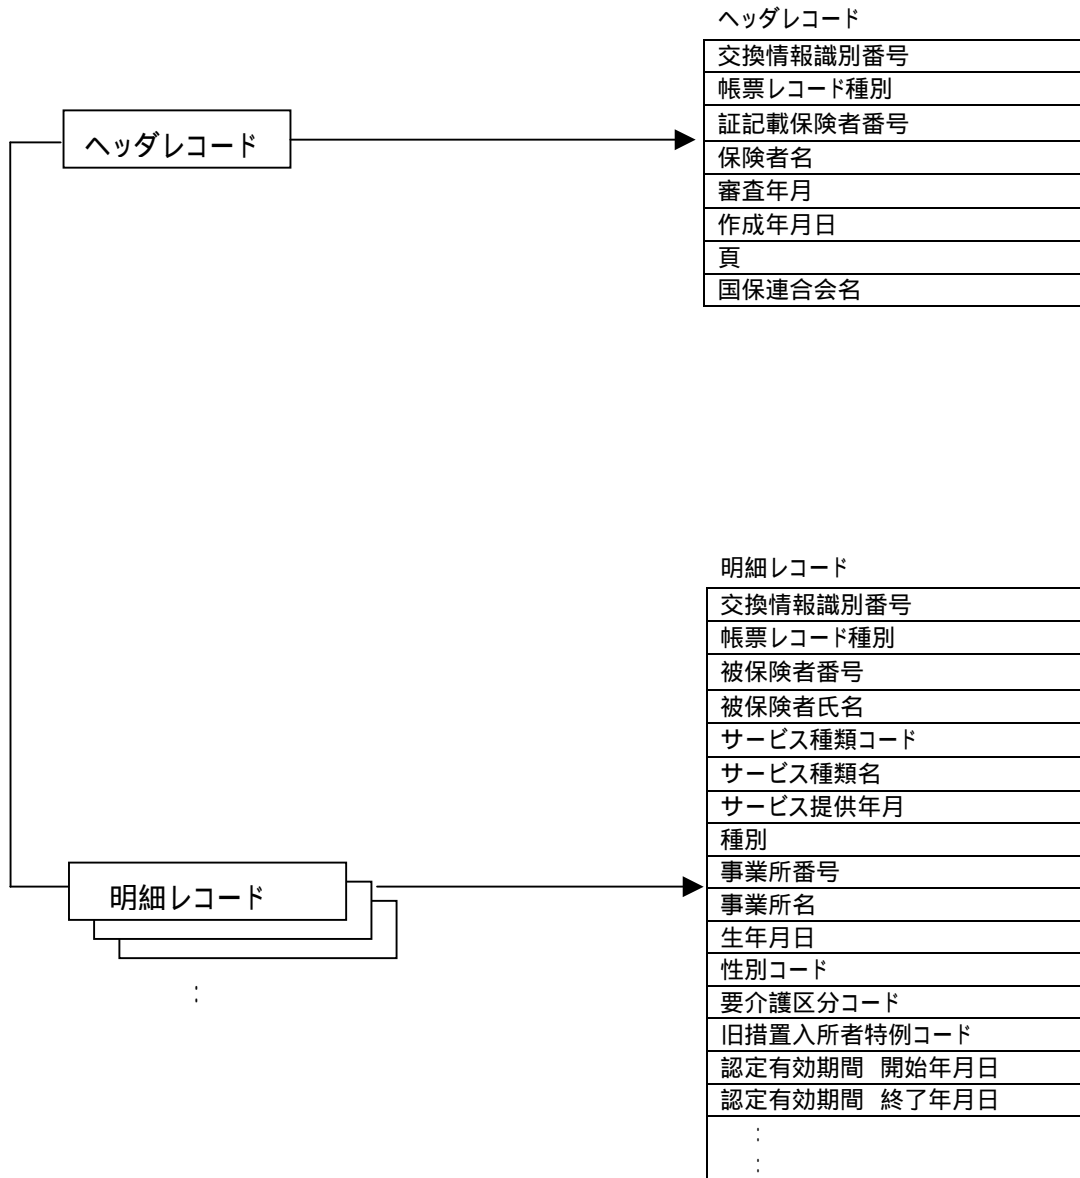 ヘッダレコード
交換情報識別番号
帳票レコード種別
証記載保険者番号
保険者名
審査年月
作成年月日
頁
国保連合会名
ヘッダレコード
明細レコード
交換情報識別番号
帳票レコード種別
被保険者番号
被保険者氏名
サービス種類コード
サービス種類名
サービス提供年月
種別
事業所番号
事業所名
生年月日
性別コード
要介護区分コード
旧措置入所者特例コード
認定有効期間 開始年月日
認定有効期間 終了年月日
:
:
明細レコード
: